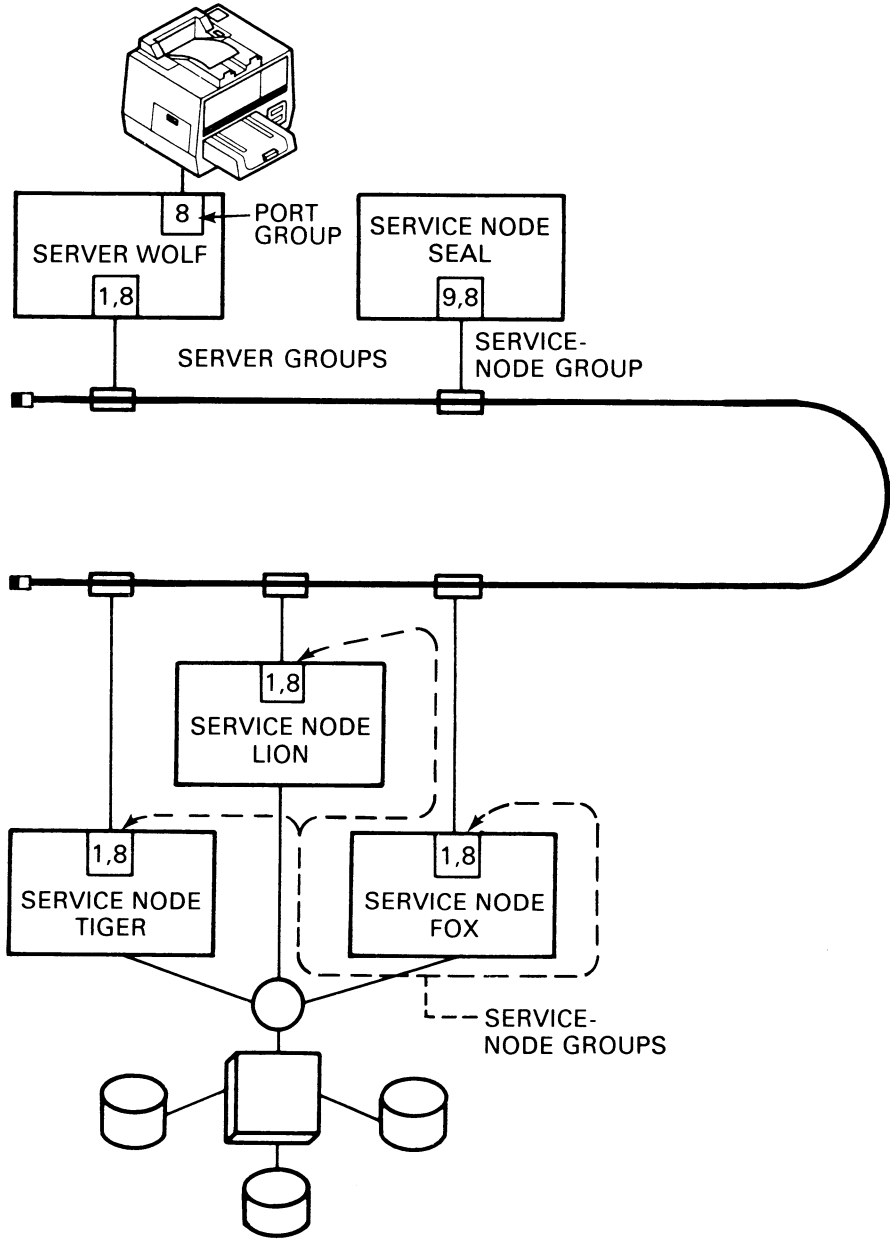 8
PORT
GROUP
SERVER WOLF
1,8
SERVICE NODE
SEAL
9,8
SERVER GROUPS
SERVICE-
NODE GROUP
1,8
SERVICE NODE
LION
1,8
SERVICE NODE
TIGER
1,8
SERVICE NODE
FOX
SERVICE-
NODE GROUPS